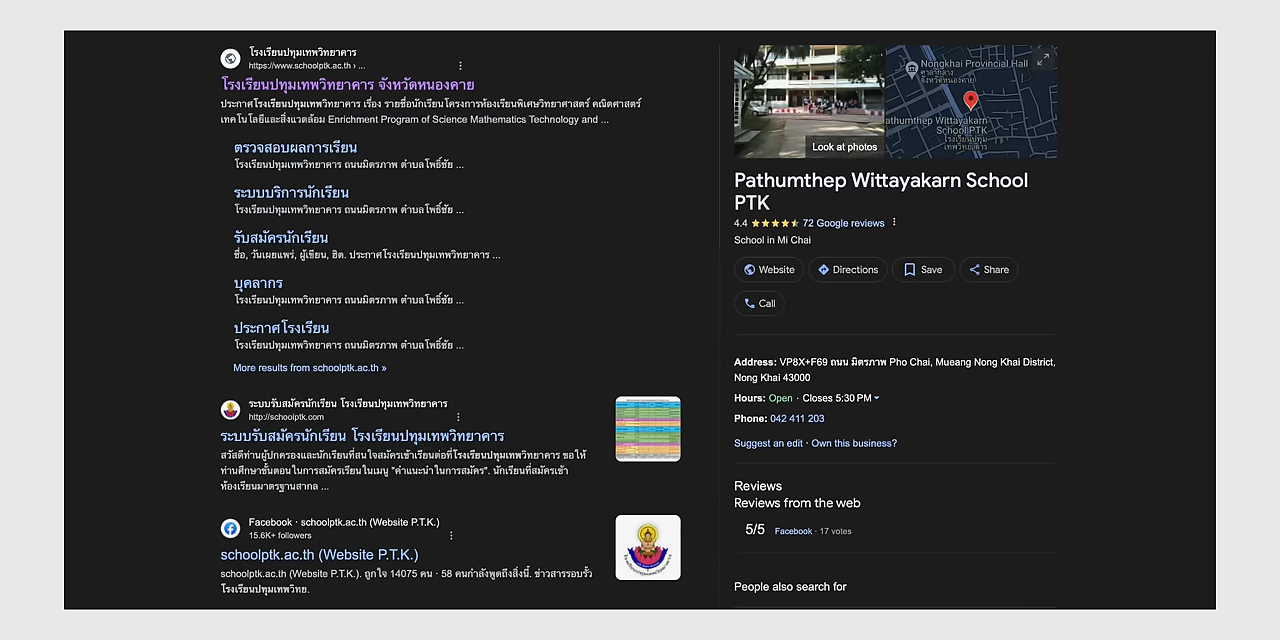 โรงเรียนปทุมเทพวิทยาคาร
https://www.schoolptk.ac.th › ...
โรงเรียนปทุมเทพวิทยาคาร จังหวัดหนองคาย
ประกาศโรงเรียนปทุมเทพวิทยาคาร เรื่อง รายชื่อนักเรียนโครงการห้องเรียนพิเศษวิทยาศาสตร์ คณิตศาสตร์
เทคโนโลยีและสิ่งแวดล้อม Enrichment Program of Science Mathematics Technology and ...
ตรวจสอบผลการเรียน
โรงเรียนปทุมเทพวิทยาคาร ถนนมิตรภาพ ตำบลโพธิ์ชัย ...
ระบบบริการนักเรียน
โรงเรียนปทุมเทพวิทยาคาร ถนนมิตรภาพ ตำบลโพธิ์ชัย ...
รับสมัครนักเรียน
ชื่อ, วันเผยแพร่, ผู้เขียน, ฮิต. ประกาศโรงเรียนปทุมเทพวิทยาคาร ...
บุคลากร
โรงเรียนปทุมเทพวิทยาคาร ถนนมิตรภาพ ตำบลโพธิ์ชัย ...
ประกาศโรงเรียน
โรงเรียนปทุมเทพวิทยาคาร ถนนมิตรภาพ ตำบลโพธิ์ชัย ...
More results from schoolptk.ac.th »
ระบบรับสมัครนักเรียน โรงเรียนปทุมเทพวิทยาคาร
http://schoolptk.com
ระบบรับสมัครนักเรียน โรงเรียนปทุมเทพวิทยาคาร
สวัสดีท่านผู้ปกครองและนักเรียนที่สนใจสมัครเข้าเรียนต่อที่โรงเรียนปทุมเทพวิทยาคาร ขอให้
ท่านศึกษาขั้นตอนในการสมัครเรียนในเมนู "คำแนะนำในการสมัคร". นักเรียนที่สมัครเข้า
ห้องเรียนมาตรฐานสากล ...
Facebook · schoolptk.ac.th (Website P.T.K.)
15.6K+ followers
schoolptk.ac.th (Website P.T.K.)
schoolptk.ac.th (Website P.T.K.). ถูกใจ 14075 คน · 58 คนกำลังพูดถึงสิ่งนี้. ข่าวสารรอบรั้ว
โรงเรียนปทุมเทพวิทย.
Look at photos
Nongkhai Provincial Hall
ศาลากลาง
จังหวัดหนองคาย
athumthep Wittayakarn
School PTK
โรงเรียนปทุม
เทพวิทยาคาร
Pathumthep Wittayakarn School
PTK
4.4 72 Google reviews
School in Mi Chai
Website Directions Save Share
Call
Address: VP8X+F69 ถนน มิตรภาพ Pho Chai, Mueang Nong Khai District,
Nong Khai 43000
Hours: Open · Closes 5:30 PM
Phone: 042 411 203
Suggest an edit · Own this business?
Reviews
Reviews from the web
5/5 Facebook · 17 votes
People also search for